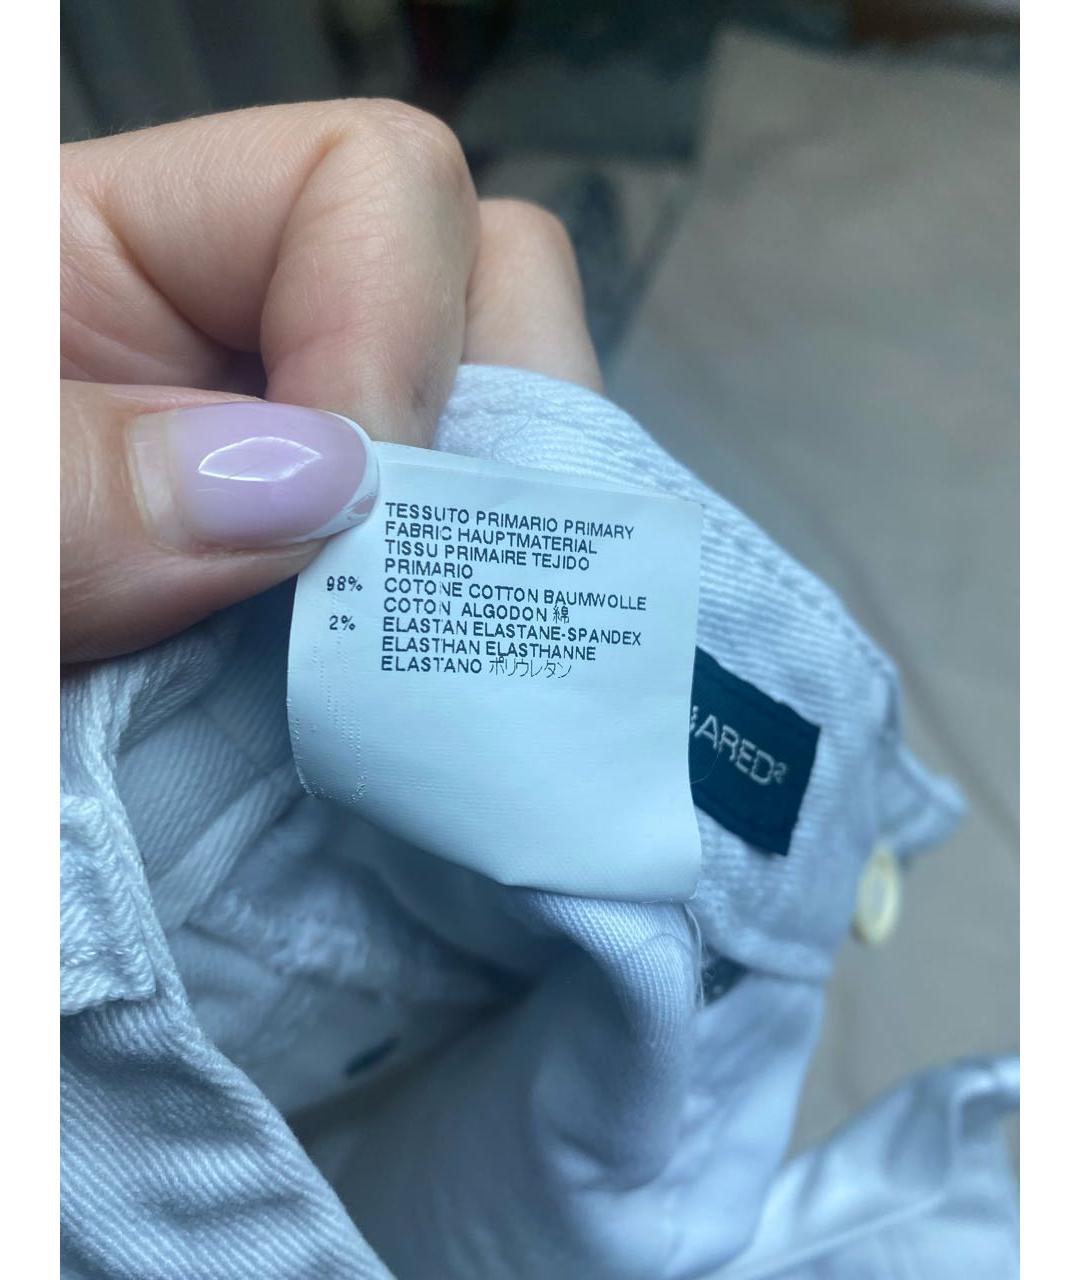 TESSUTO PRIMARIO PRIMARY
FABRIC HAUPTMATERIAL
TISSU PRIMAIRE TEJIDO
PRIMARIO
98% COTONE COTTON BAUMWOLLE
COTON ALGODON 綿
2% ELASTAN ELASTANE-SPANDEX
ELASTHAN ELASTHANNE
ELASTANO ポリウレタン
ARED2